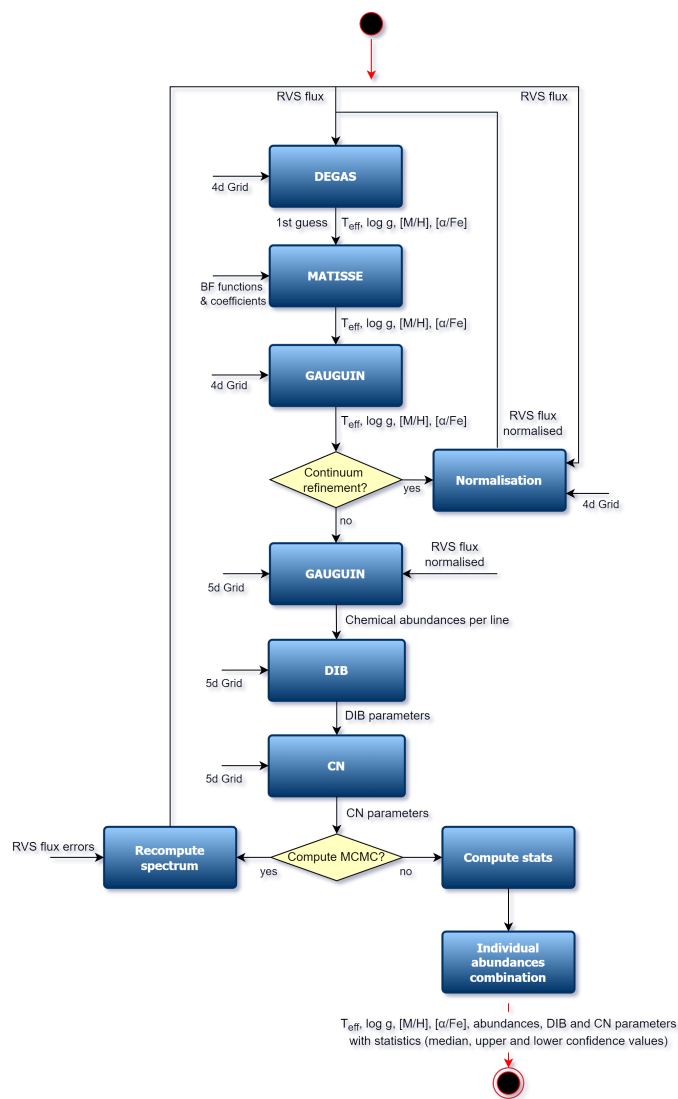 RVS flux
RVS flux
DEGAS
4d Grid
1st guess
Teff, log g, [M/H], [α/Fe]
MATISSE
BF functions
& coefficients
Teff, log g, [M/H], [α/Fe]
GAUGUIN
4d Grid
Teff, log g, [M/H], [α/Fe]
RVS flux
normalised
Continuum
refinement?
yes
Normalisation
4d Grid
no
RVS flux
normalised
GAUGUIN
5d Grid
Chemical abundances per line
DIB
5d Grid
DIB parameters
CN
5d Grid
CN parameters
RVS flux errors
Recompute
spectrum
yes
Compute MCMC?
no
Compute stats
Individual
abundances
combination
Teff, log g, [M/H], [α/Fe], abundances, DIB and CN parameters
with statistics (median, upper and lower confidence values)